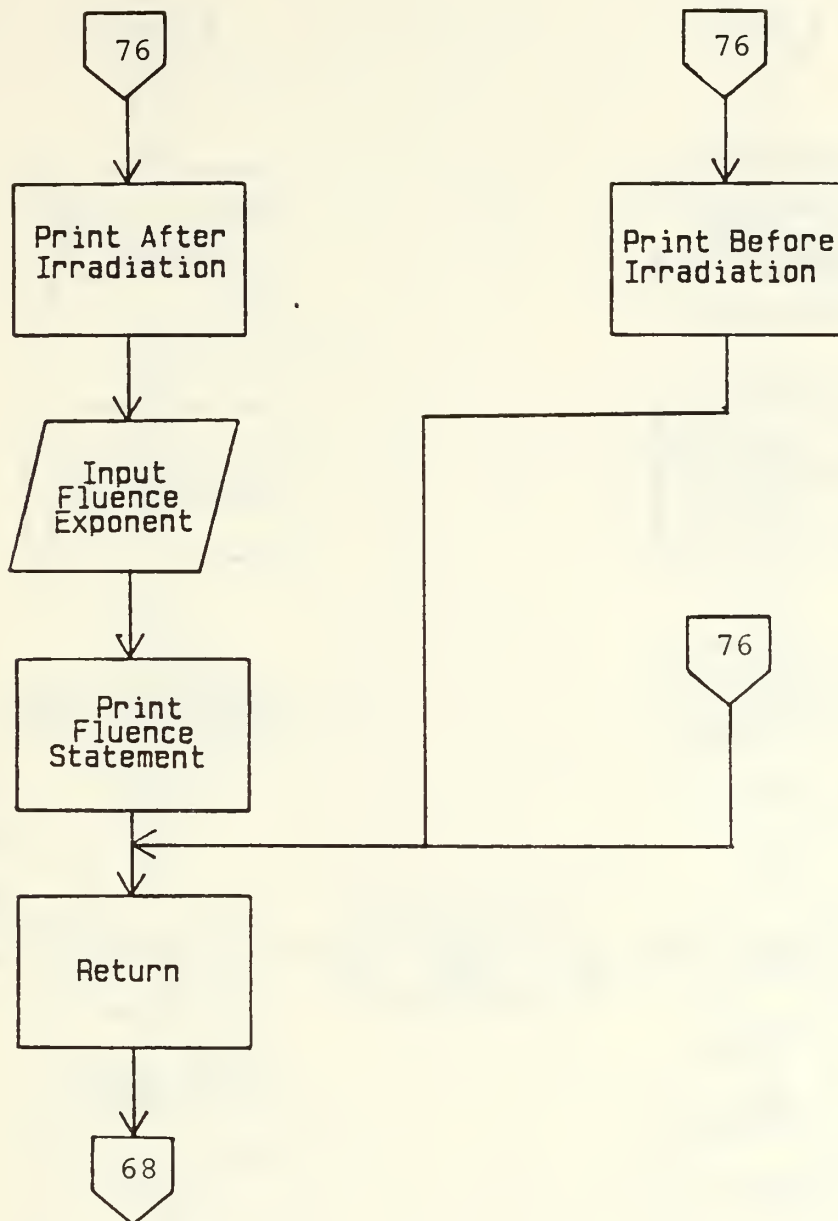 76
76
Print After
Irradiation
Print Before
Irradiation
Input
Fluence
Exponent
76
Print
Fluence
Statement
Return
68